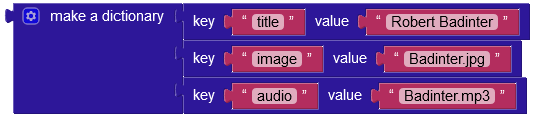 make a dictionary key “ title ” value “ Robert Badinter ”
key “ image ” value “ Badinter.jpg ”
key “ audio ” value “ Badinter.mp3 ”